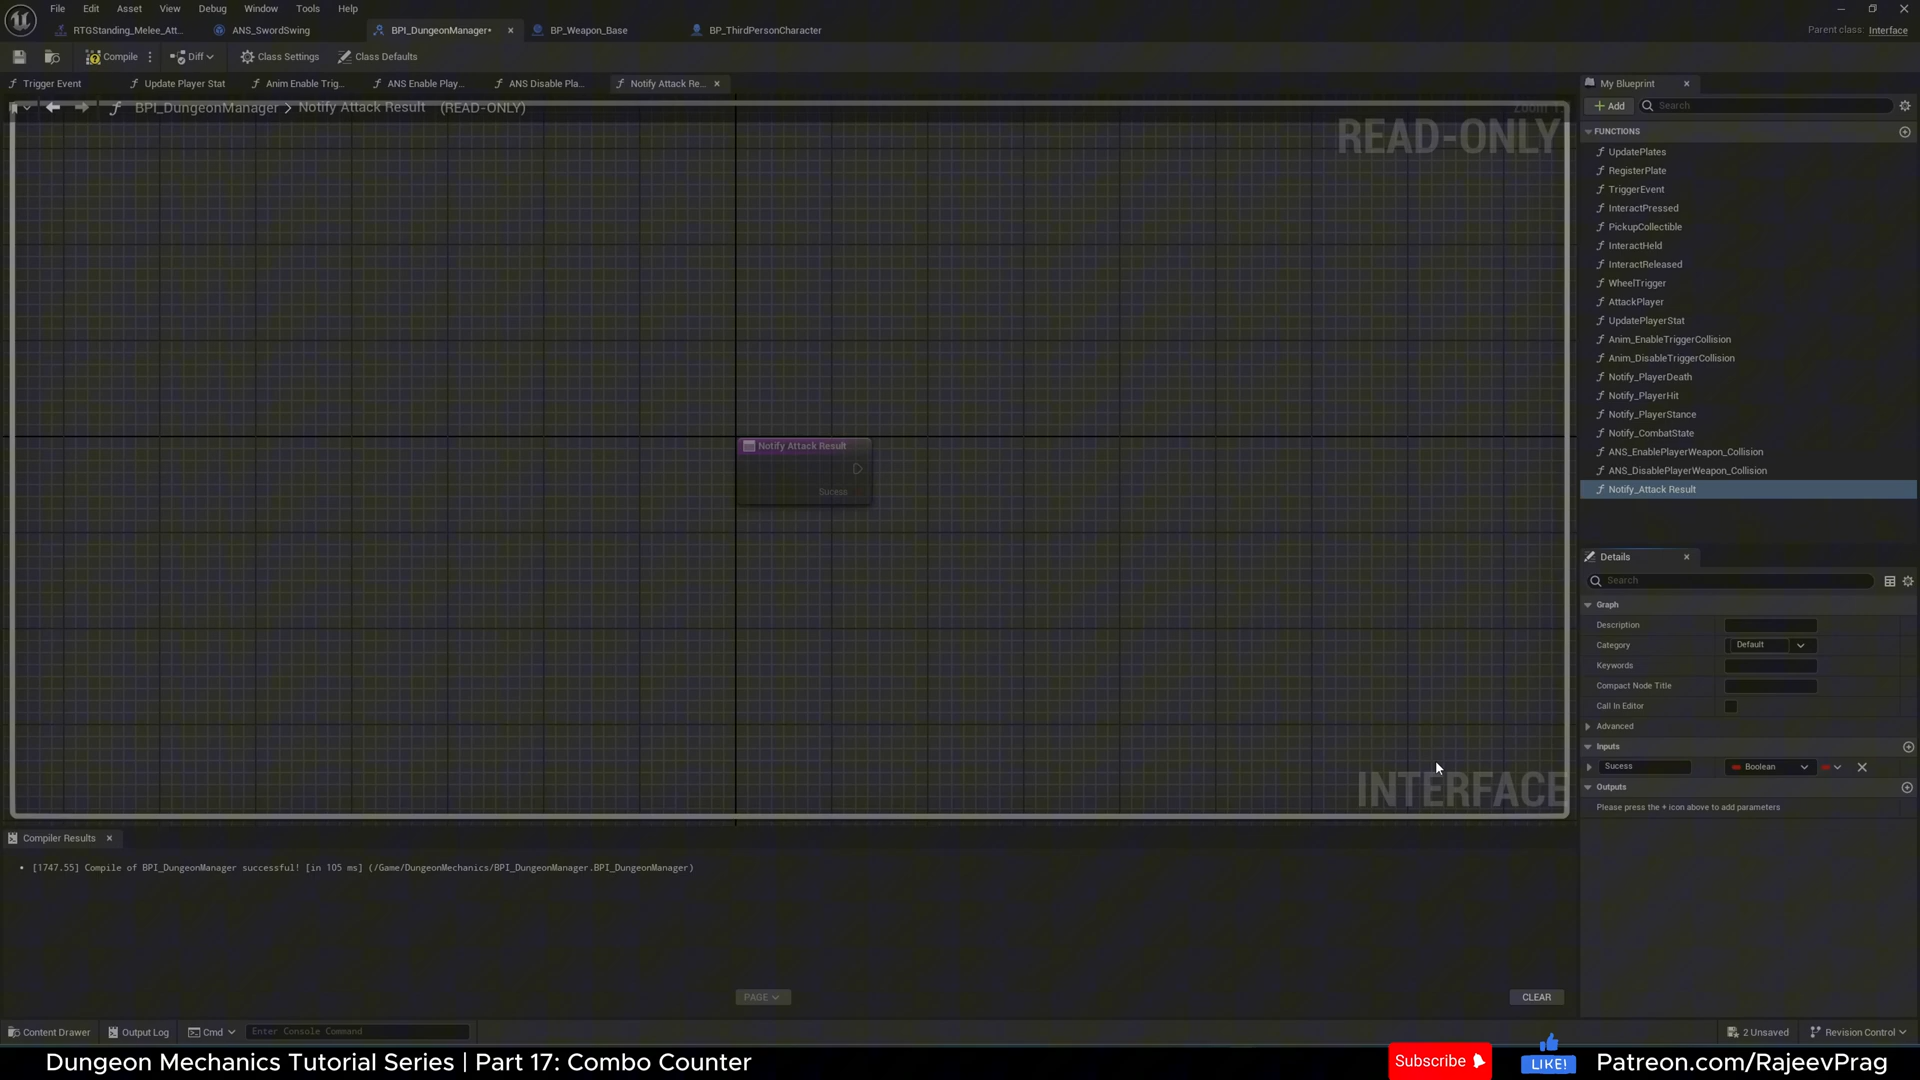 File Edit Asset View Debug Window Tools Help
RTGStanding_Melee_Att... ANS_SwordSwing BPI_DungeonManager• BP_Weapon_Base BP_ThirdPersonCharacter Parent class: Interface
Compile Diff Class Settings Class Defaults
Trigger Event Update Player Stat Anim Enable Trig... ANS Enable Play... ANS Disable Pla... Notify Attack Re... My Blueprint
BPI_DungeonManager > Notify Attack Result (READ-ONLY)
Add Search
READ-ONLY
FUNCTIONS
UpdatePlates
RegisterPlate
TriggerEvent
InteractPressed
PickupCollectible
InteractHeld
InteractReleased
WheelTrigger
AttackPlayer
UpdatePlayerStat
Anim_EnableTriggerCollision
Anim_DisableTriggerCollision
Notify_PlayerDeath
Notify_PlayerHit
Notify_PlayerStance
Notify_CombatState
ANS_EnablePlayerWeapon_Collision
ANS_DisablePlayerWeapon_Collision
Notify_Attack Result
Notify Attack Result
Sucess
Details
Search
Graph
Description
Category Default
Keywords
Compact Node Title
Call In Editor
Advanced
Inputs
Sucess Boolean
Outputs
Please press the + icon above to add parameters
INTERFACE
Compiler Results
• [1747.55] Compile of BPI_DungeonManager successful! [in 105 ms] (/Game/DungeonMechanics/BPI_DungeonManager.BPI_DungeonManager)
PAGE CLEAR
Content Drawer Output Log Cmd Enter Console Command 2 Unsaved Revision Control
Dungeon Mechanics Tutorial Series | Part 17: Combo Counter Subscribe LIKE! Patreon.com/RajeevPrag